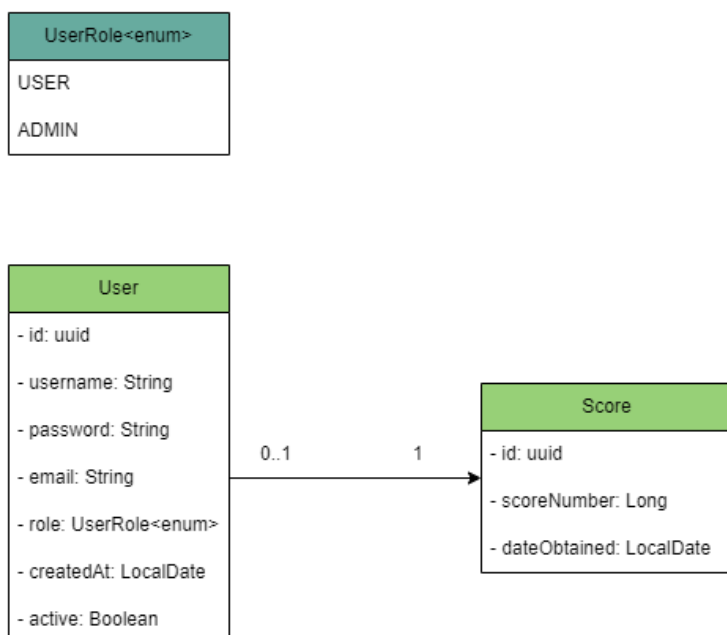 UserRole<enum>
USER
ADMIN
User
- id: uuid
- username: String
- password: String
- email: String
- role: UserRole<enum>
- createdAt: LocalDate
- active: Boolean
0..1
1
Score
- id: uuid
- scoreNumber: Long
- dateObtained: LocalDate